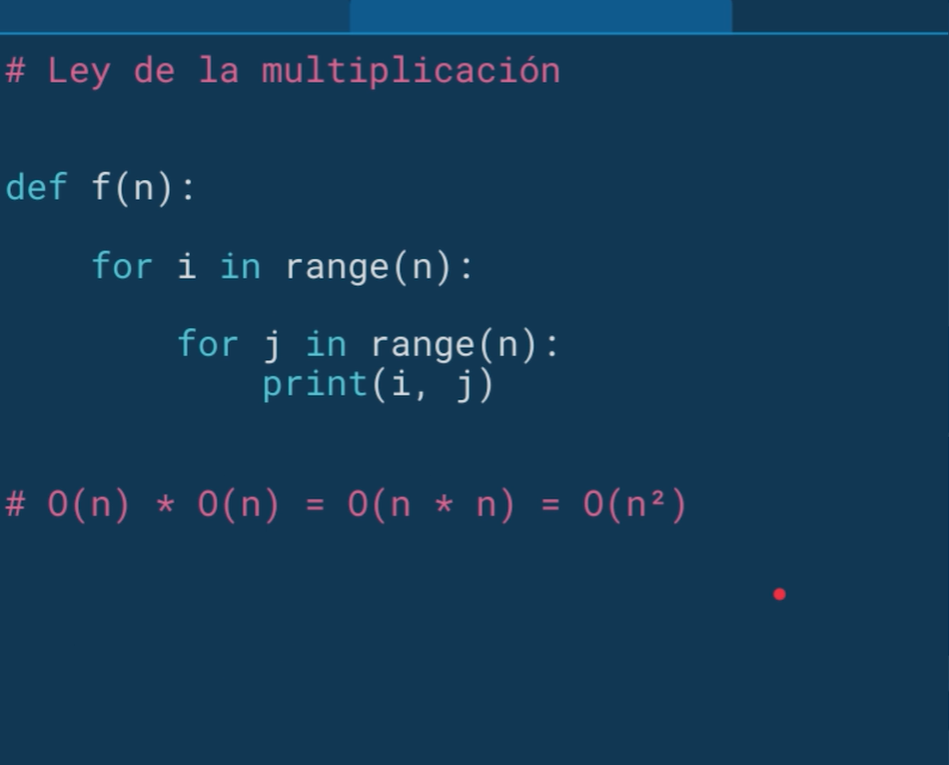 # Ley de la multiplicación
def f(n):
    for i in range(n):
        for j in range(n):
            print(i, j)
# O(n) * O(n) = O(n * n) = O(n²)